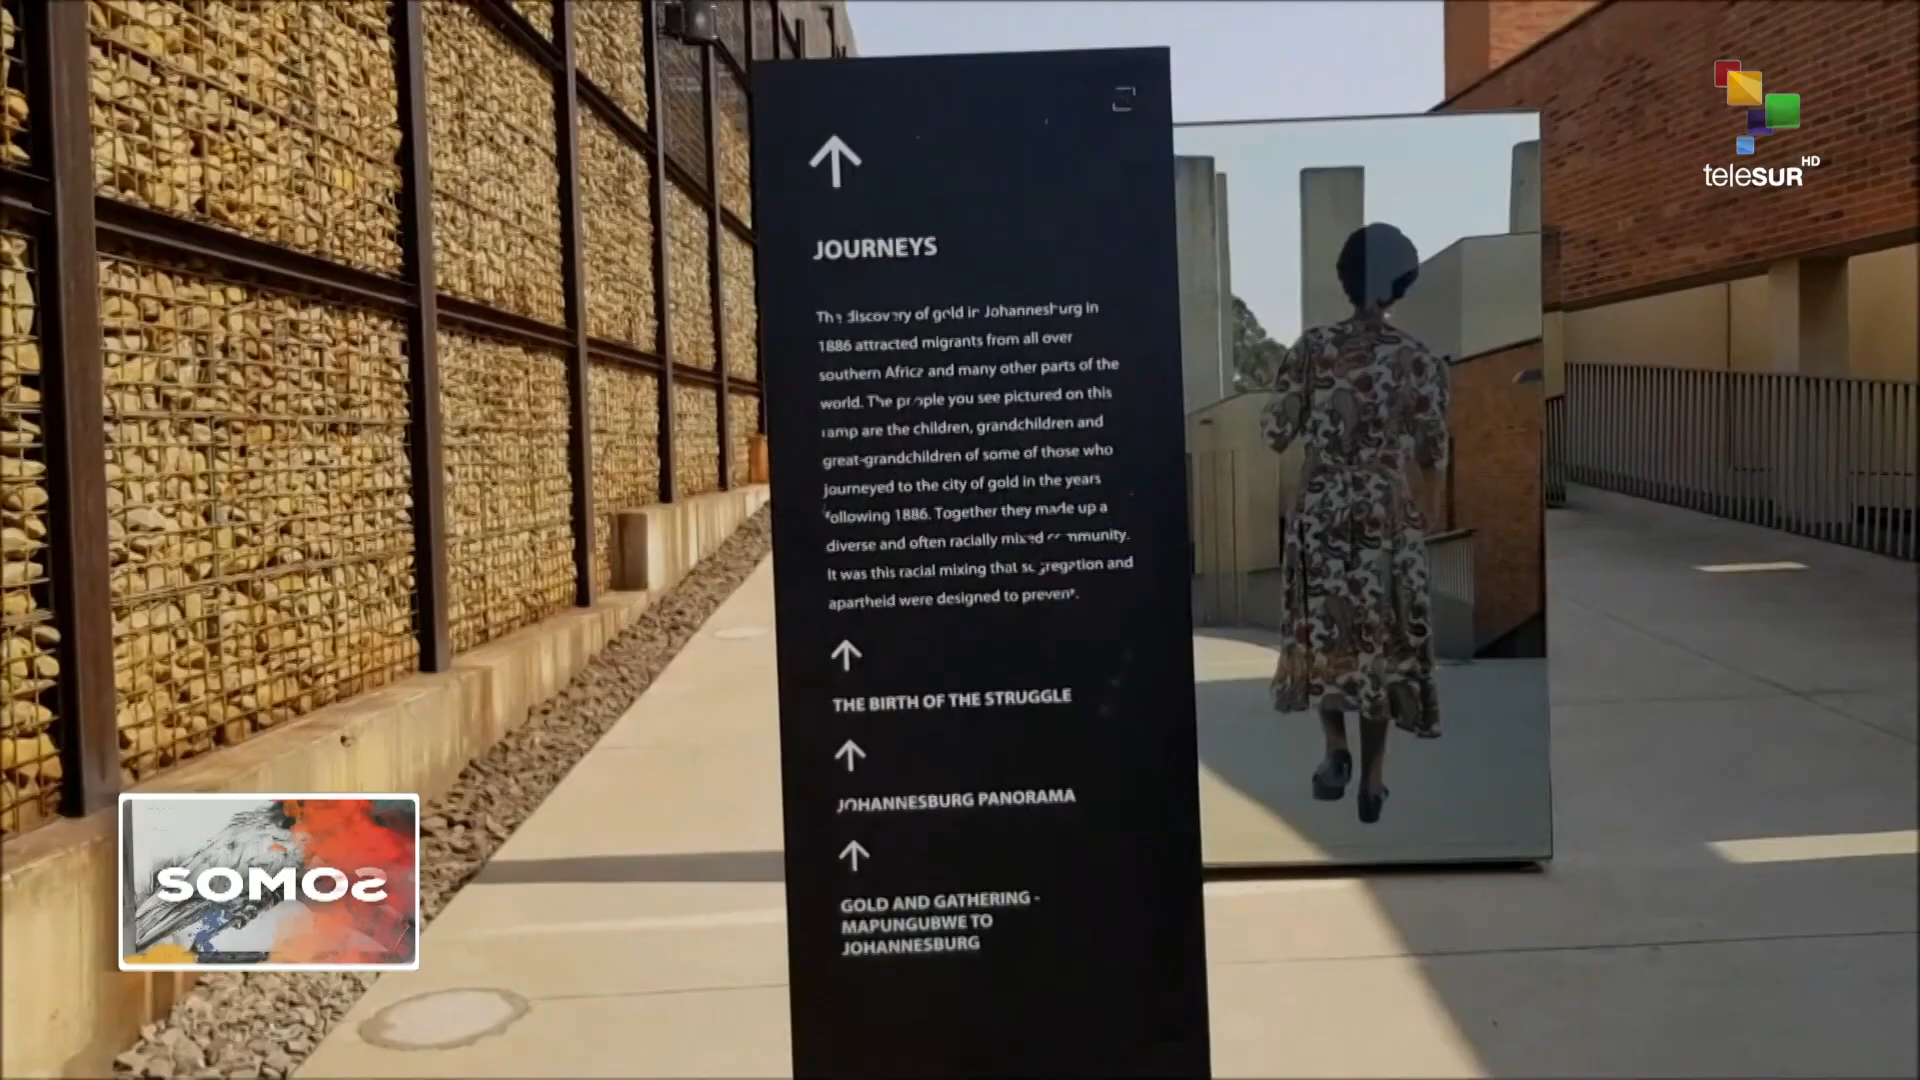 JOURNEYS
The discovery of gold in Johannesburg in
1886 attracted migrants from all over
southern Africa and many other parts of the
world. The people you see pictured on this
ramp are the children, grandchildren and
great-grandchildren of some of those who
journeyed to the city of gold in the years
following 1886. Together they made up a
diverse and often racially mixed community.
It was this racial mixing that segregation and
apartheid were designed to prevent.
THE BIRTH OF THE STRUGGLE
JOHANNESBURG PANORAMA
GOLD AND GATHERING -
MAPUNGUBWE TO
JOHANNESBURG
teleSUR HD
SOMOS